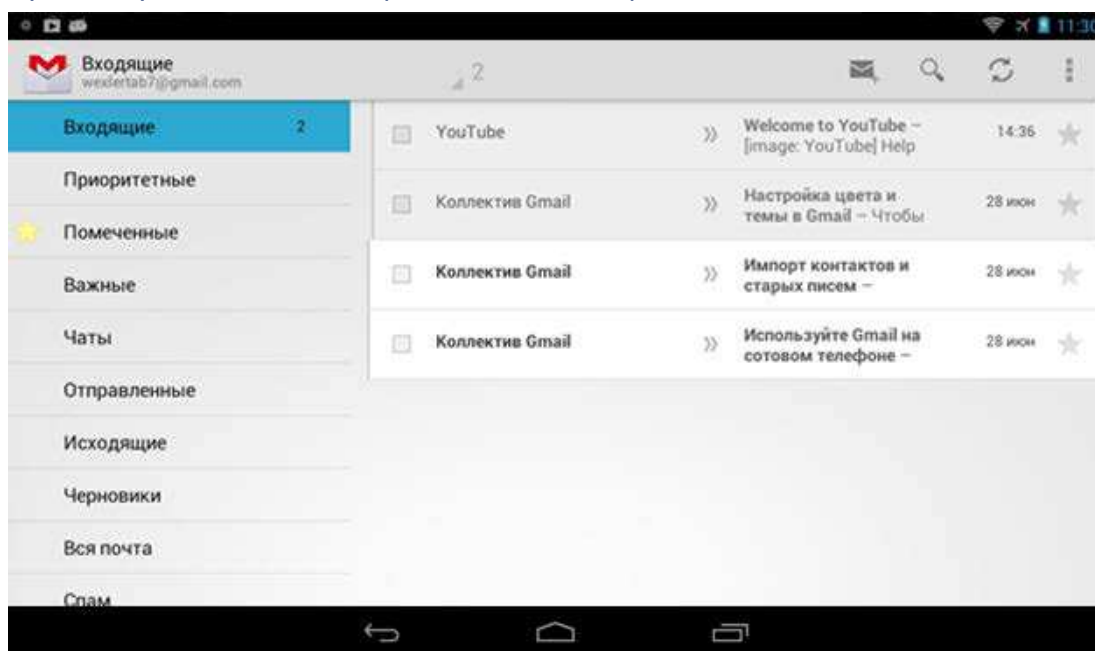 11:30
Входящие
wexlertab7@gmail.com
2
Входящие 2
Приоритетные
Помеченные
Важные
Чаты
Отправленные
Исходящие
Черновики
Вся почта
Спам
YouTube
Welcome to YouTube –
[image: YouTube] Help
14:36
Коллектив Gmail
Настройка цвета и
темы в Gmail – Чтобы
28 июн
Коллектив Gmail
Импорт контактов и
старых писем –
28 июн
Коллектив Gmail
Используйте Gmail на
сотовом телефоне –
28 июн